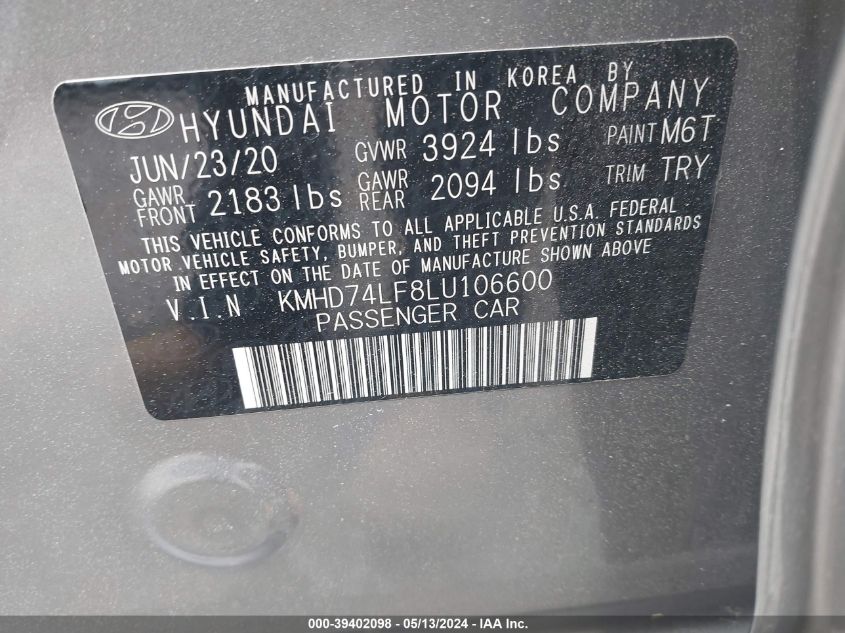 MANUFACTURED IN KOREA BY
HYUNDAI MOTOR COMPANY
JUN/23/20 GVWR 3924 lbs PAINT M6T
GAWR FRONT 2183 lbs GAWR REAR 2094 lbs TRIM TRY
THIS VEHICLE CONFORMS TO ALL APPLICABLE U.S.A. FEDERAL
MOTOR VEHICLE SAFETY, BUMPER, AND THEFT PREVENTION STANDARDS
IN EFFECT ON THE DATE OF MANUFACTURE SHOWN ABOVE
V.I.N KMHD74LF8LU106600
PASSENGER CAR
000-39402098 - 05/13/2024 - IAA Inc.